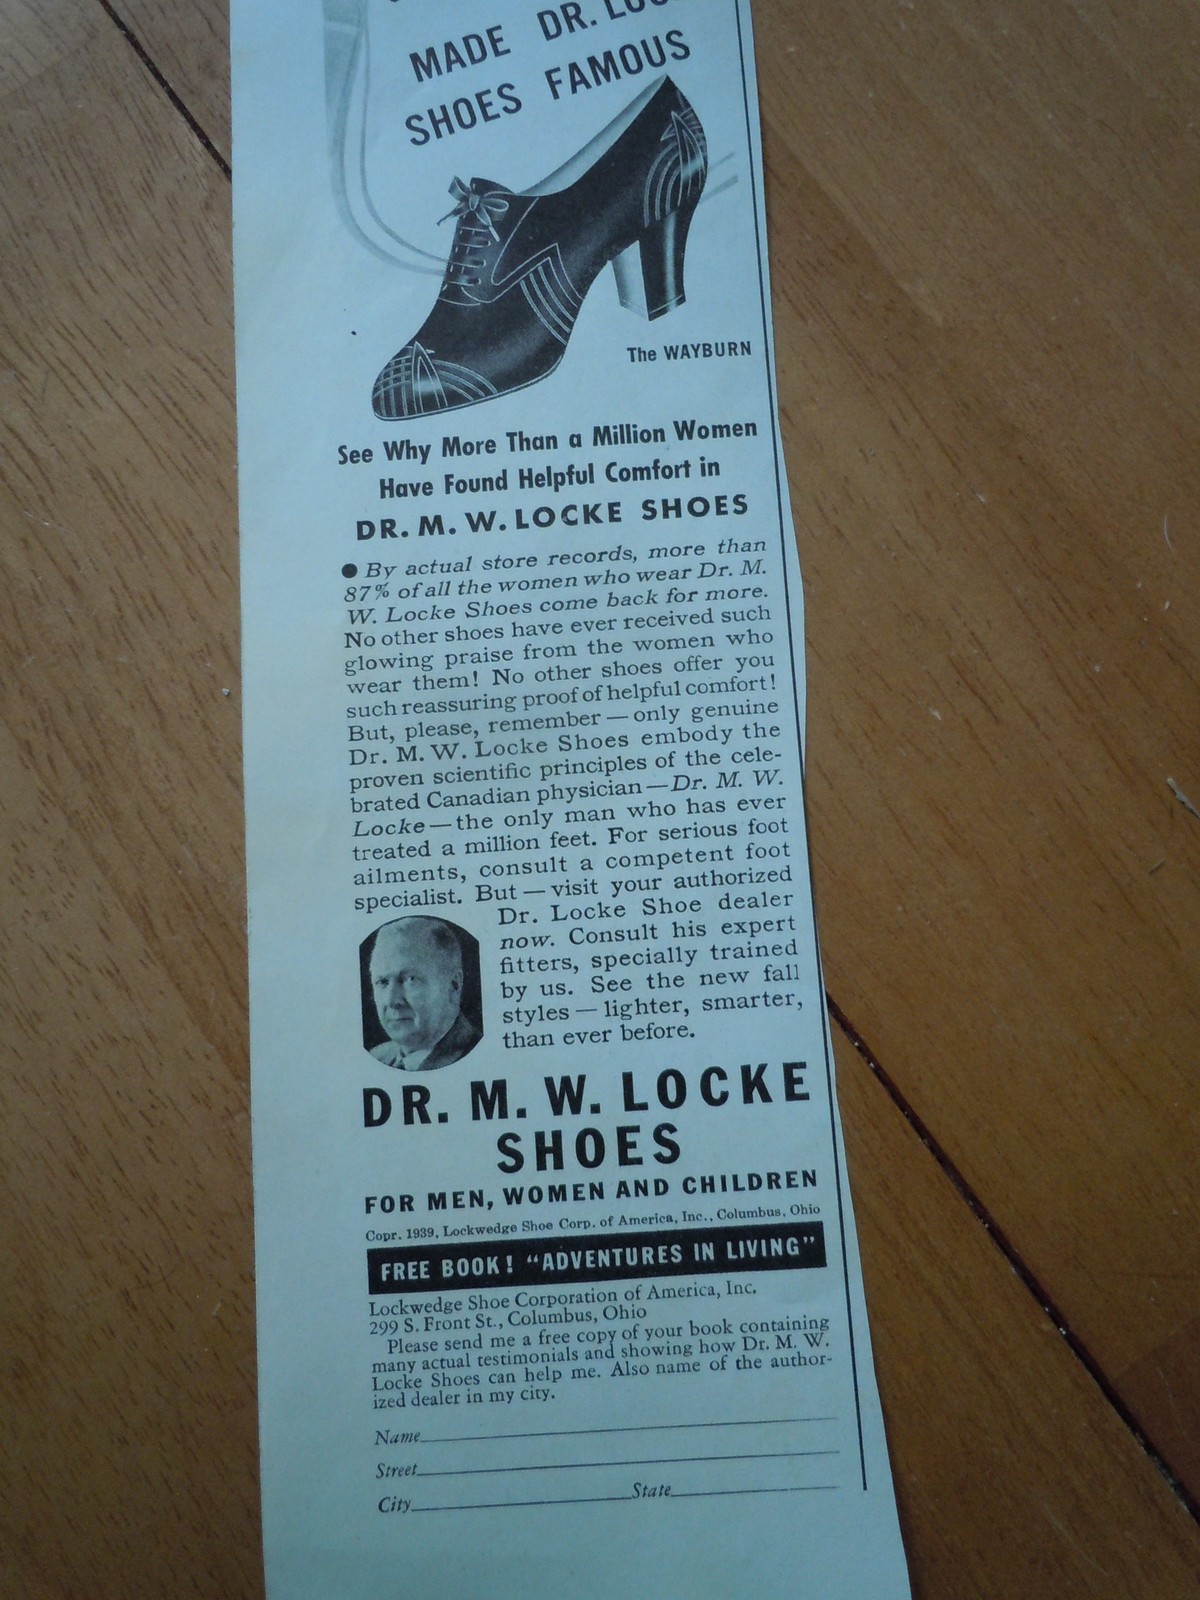 MADE DR.
SHOES FAMOUS
The WAYBURN
See Why More Than a Million Women
Have Found Helpful Comfort in
DR. M. W. LOCKE SHOES
● By actual store records, more than
87% of all the women who wear Dr. M.
W. Locke Shoes come back for more.
No other shoes have ever received such
glowing praise from the women who
wear them! No other shoes offer you
such reassuring proof of helpful comfort!
But, please, remember — only genuine
Dr. M. W. Locke Shoes embody the
proven scientific principles of the cele-
brated Canadian physician — Dr. M. W.
Locke — the only man who has ever
treated a million feet. For serious foot
ailments, consult a competent foot
specialist. But — visit your authorized
Dr. Locke Shoe dealer
now. Consult his expert
fitters, specially trained
by us. See the new fall
styles — lighter, smarter,
than ever before.
DR. M. W. LOCKE
SHOES
FOR MEN, WOMEN AND CHILDREN
Copr. 1939, Lockwedge Shoe Corp. of America, Inc., Columbus, Ohio
FREE BOOK! "ADVENTURES IN LIVING"
Lockwedge Shoe Corporation of America, Inc.
299 S. Front St., Columbus, Ohio
Please send me a free copy of your book containing
many actual testimonials and showing how Dr. M. W.
Locke Shoes can help me. Also name of the author-
ized dealer in my city.
Name
Street
City State